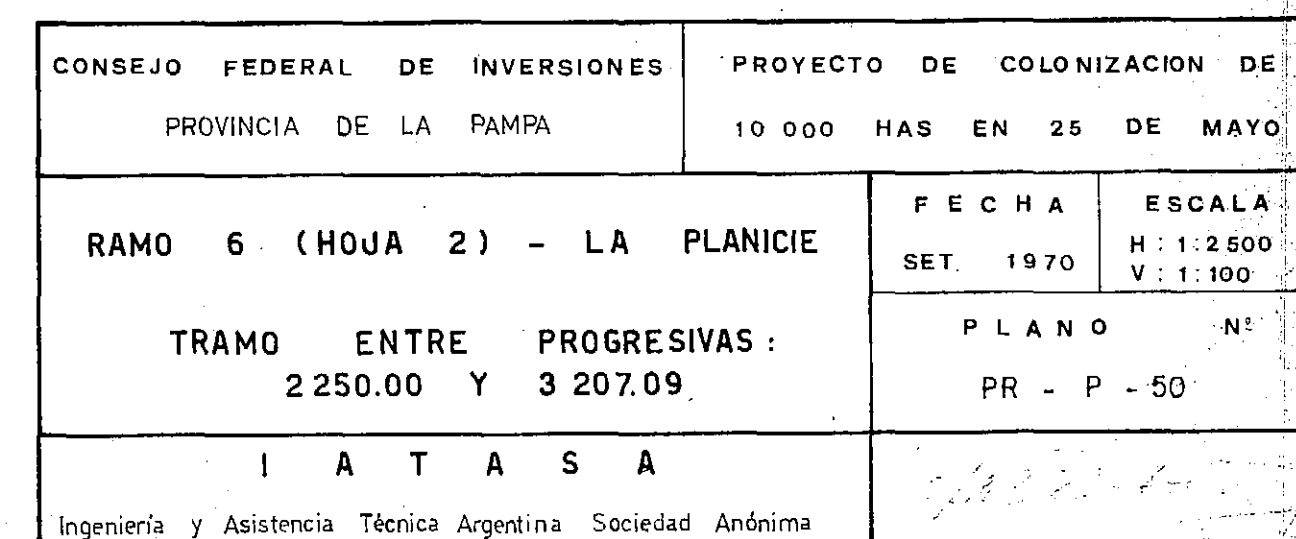 CONSEJO FEDERAL DE INVERSIONES
PROVINCIA DE LA PAMPA
PROYECTO DE COLONIZACION DE
10 000 HAS EN 25 DE MAYO
RAMO 6 (HOJA 2) - LA PLANICIE
TRAMO ENTRE PROGRESIVAS :
2 250.00 Y 3 207.09
FECHA
SET. 1970
ESCALA
H : 1:2 500
V : 1:100
PLANO Nº
PR - P - 50
I A T A S A
Ingeniería y Asistencia Técnica Argentina Sociedad Anónima